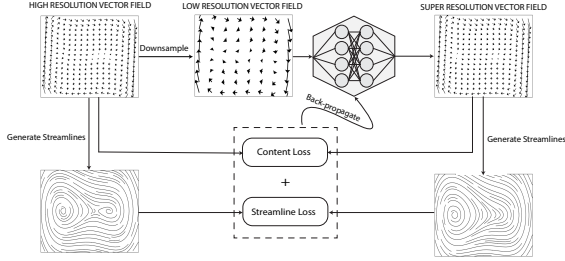 HIGH RESOLUTION VECTOR FIELD
LOW RESOLUTION VECTOR FIELD
SUPER RESOLUTION VECTOR FIELD
Downsample
Back-propagate
Generate Streamlines
Generate Streamlines
Content Loss
+
Streamline Loss